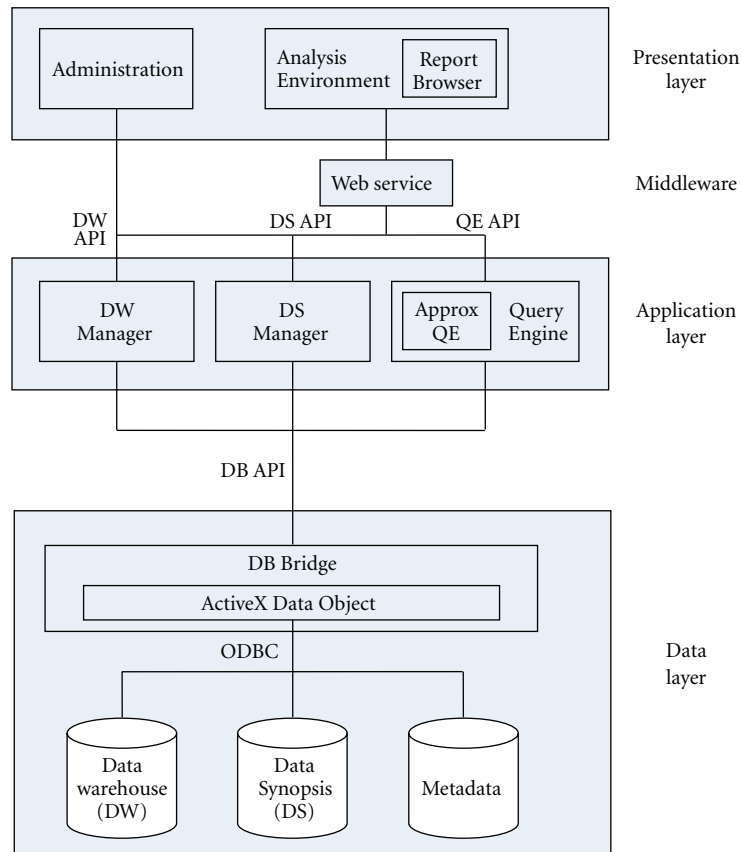 Administration
Analysis
Environment
Report
Browser
Presentation
layer
Web service
Middleware
DW
API
DS API
QE API
DW
Manager
DS
Manager
Approx
QE
Query
Engine
Application
layer
DB API
DB Bridge
ActiveX Data Object
ODBC
Data
layer
Data
warehouse
(DW)
Data
Synopsis
(DS)
Metadata